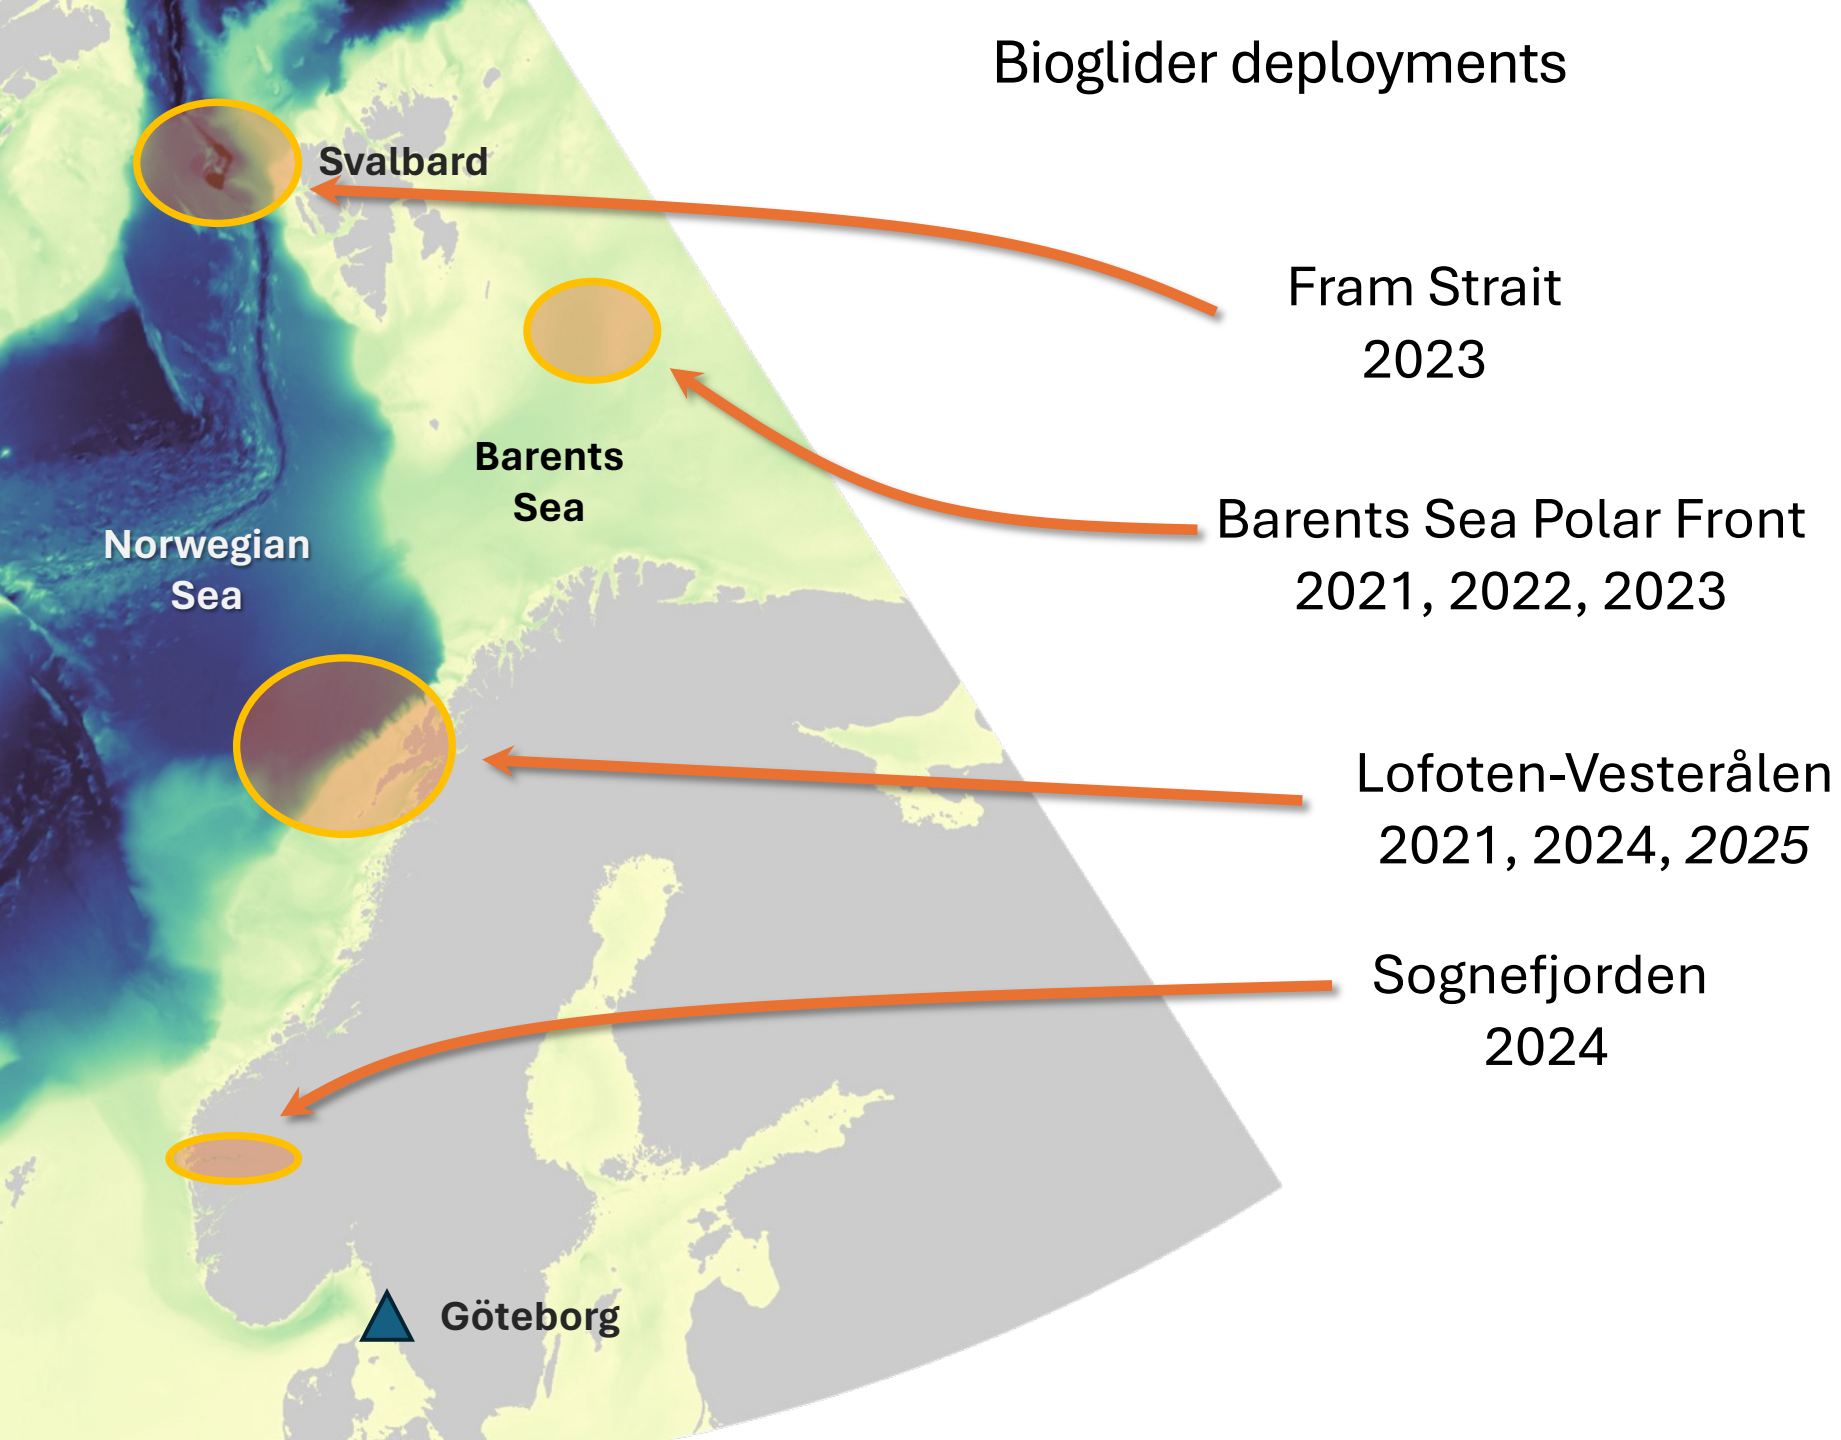 Bioglider deployments
Svalbard
Fram Strait
2023
Barents
Sea
Barents Sea Polar Front
2021, 2022, 2023
Norwegian
Sea
Lofoten-Vesterålen
2021, 2024, 2025
Sognefjorden
2024
Göteborg